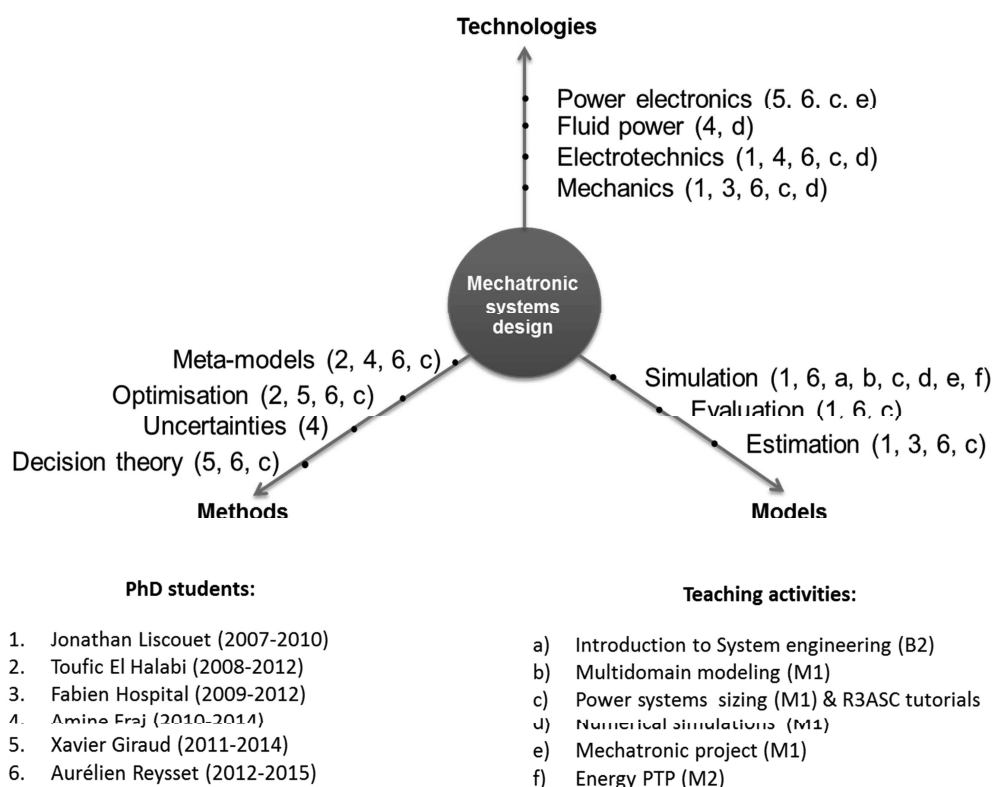 Technologies
Power electronics (5, 6, c, e)
Fluid power (4, d)
Electrotechnics (1, 4, 6, c, d)
Mechanics (1, 3, 6, c, d)
Mechatronic
systems
design
Meta-models (2, 4, 6, c)
Optimisation (2, 5, 6, c)
Uncertainties (4)
Decision theory (5, 6, c)
Methods
Simulation (1, 6, a, b, c, d, e, f)
Evaluation (1, 6, c)
Estimation (1, 3, 6, c)
Models
PhD students:
1. Jonathan Liscouet (2007-2010)
2. Toufic El Halabi (2008-2012)
3. Fabien Hospital (2009-2012)
4. Amine Fraj (2010-2014)
5. Xavier Giraud (2011-2014)
6. Aurélien Reysset (2012-2015)
Teaching activities:
a) Introduction to System engineering (B2)
b) Multidomain modeling (M1)
c) Power systems sizing (M1) & R3ASC tutorials
d) Numerical simulations (M1)
e) Mechatronic project (M1)
f) Energy PTP (M2)